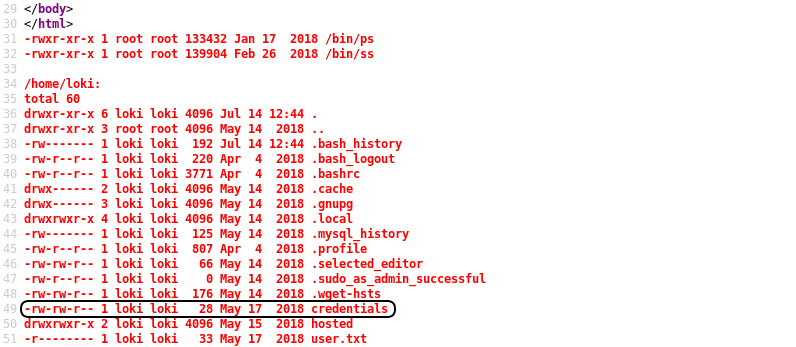 29 </body>
30 </html>
31 -rwxr-xr-x 1 root root 133432 Jan 17  2018 /bin/ps
32 -rwxr-xr-x 1 root root 139904 Feb 26  2018 /bin/ss
33
34 /home/loki:
35 total 60
36 drwxr-xr-x 6 loki loki 4096 Jul 14 12:44 .
37 drwxr-xr-x 3 root root 4096 May 14  2018 ..
38 -rw------- 1 loki loki  192 Jul 14 12:44 .bash_history
39 -rw-r--r-- 1 loki loki  220 Apr  4  2018 .bash_logout
40 -rw-r--r-- 1 loki loki 3771 Apr  4  2018 .bashrc
41 drwx------ 2 loki loki 4096 May 14  2018 .cache
42 drwx------ 3 loki loki 4096 May 14  2018 .gnupg
43 drwxrwxr-x 4 loki loki 4096 May 14  2018 .local
44 -rw------- 1 loki loki  125 May 14  2018 .mysql_history
45 -rw-r--r-- 1 loki loki  807 Apr  4  2018 .profile
46 -rw-rw-r-- 1 loki loki   66 May 14  2018 .selected_editor
47 -rw-r--r-- 1 loki loki    0 May 14  2018 .sudo_as_admin_successful
48 -rw-rw-r-- 1 loki loki  176 May 14  2018 .wget-hsts
49 -rw-rw-r-- 1 loki loki   28 May 17  2018 credentials
50 drwxrwxr-x 2 loki loki 4096 May 15  2018 hosted
51 -r-------- 1 loki loki   33 May 17  2018 user.txt